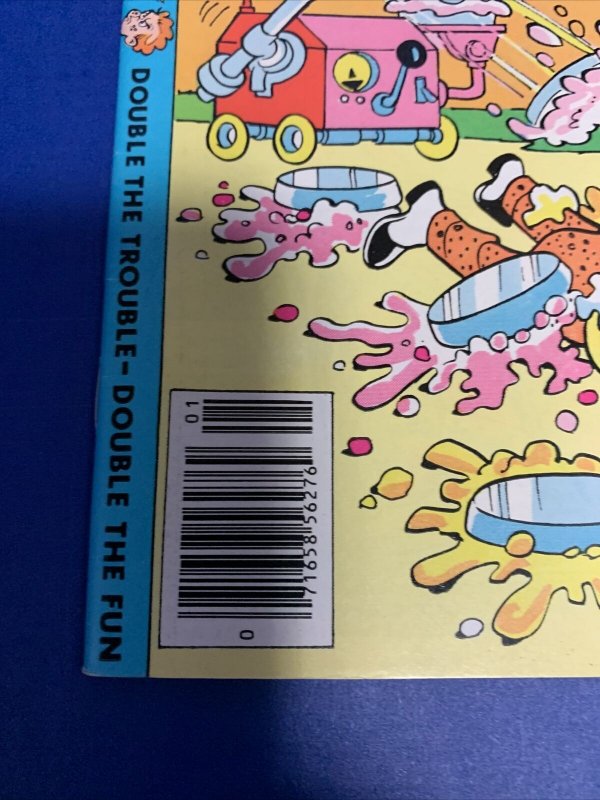 DOUBLE THE TROUBLE- DOUBLE THE FUN
01
0 71658 56276